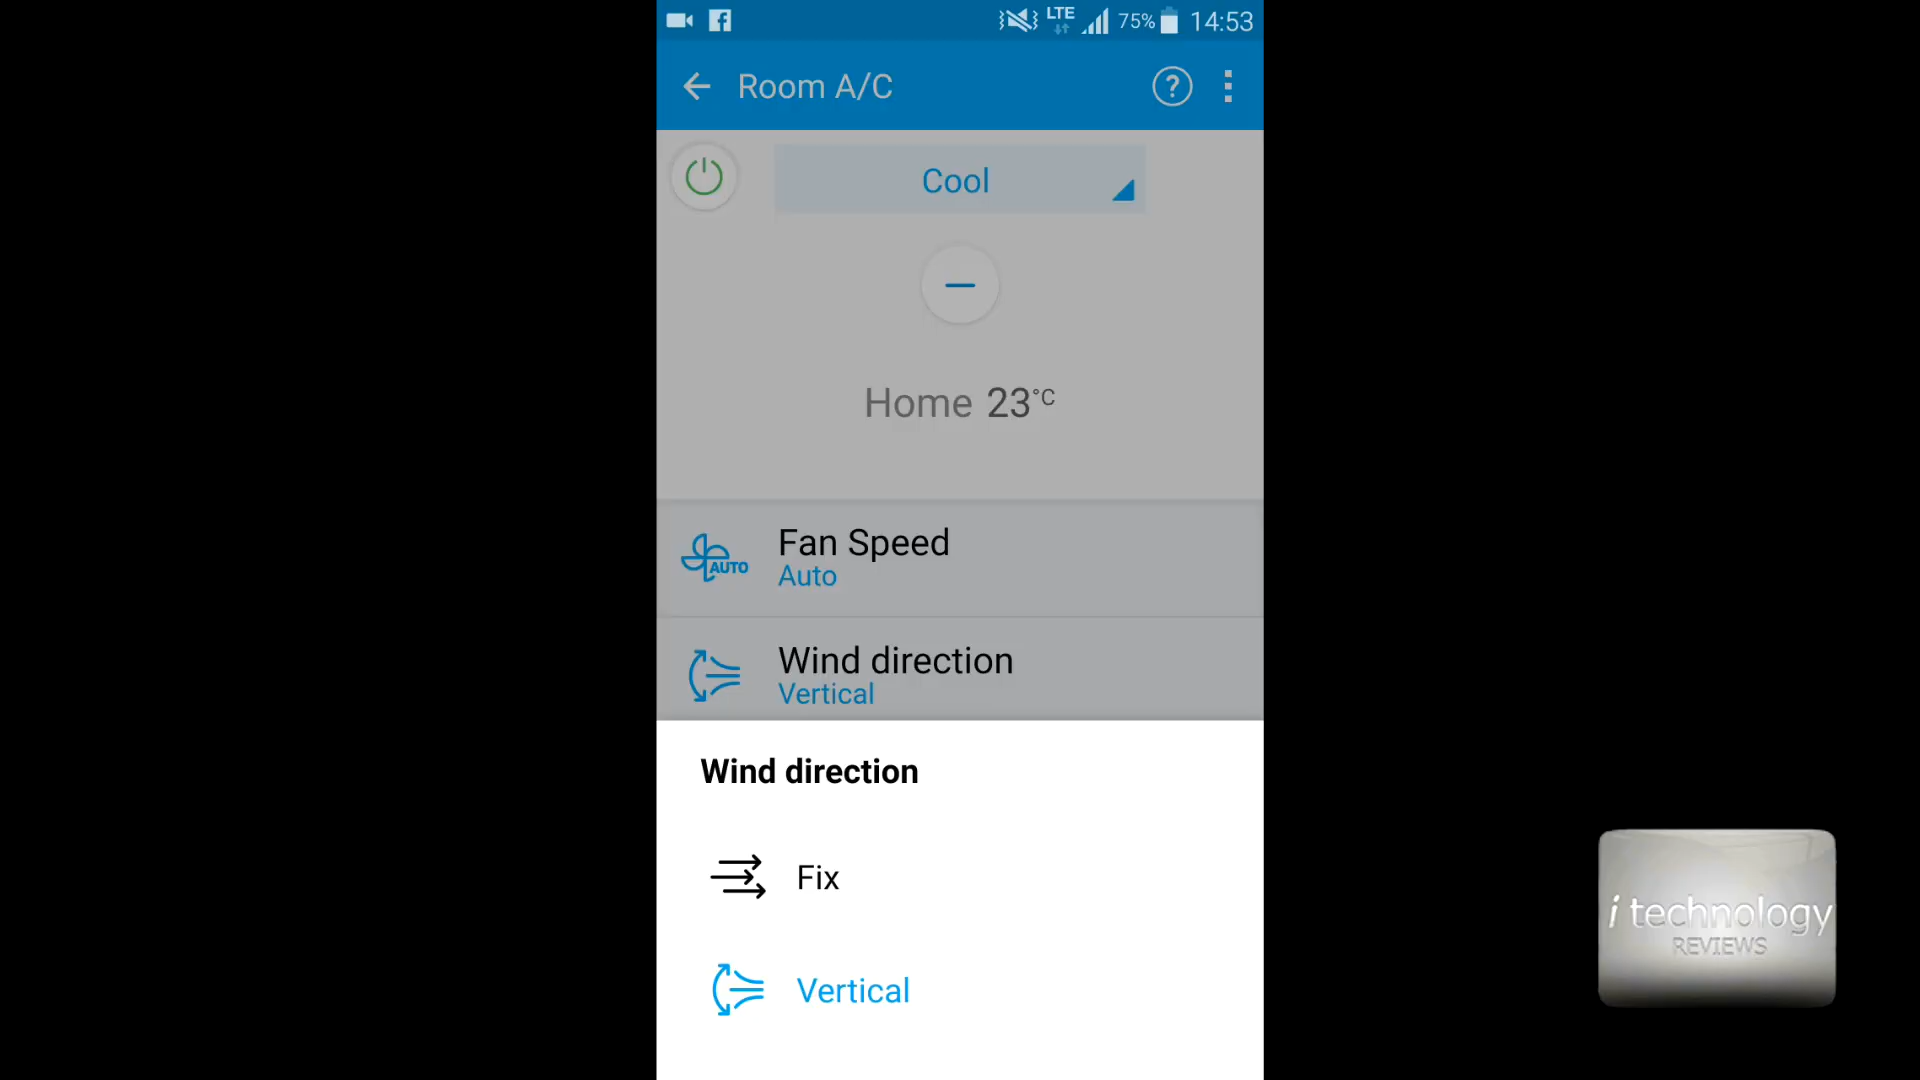 LTE 75% 14:53
Room A/C ?
Cool
Home 23°C
Fan Speed
AUTO
Auto
Wind direction
Vertical
Wind direction
Fix
Vertical
i technology
REVIEWS